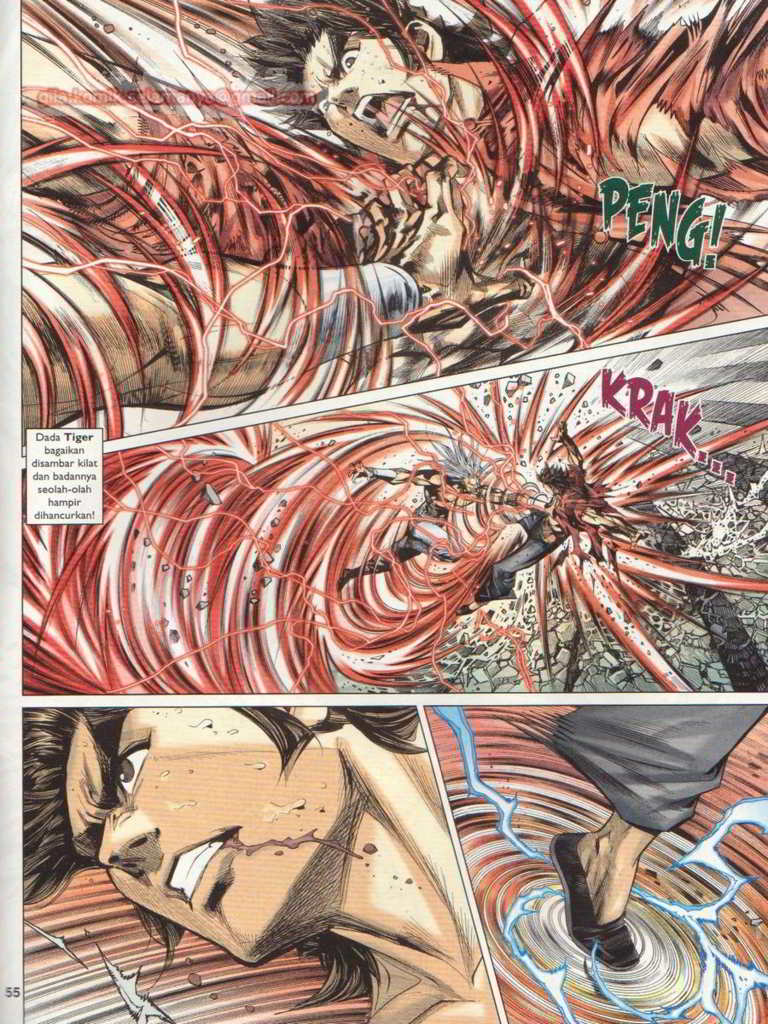 PENG!
KRAK...
Dada Tiger
bagaikan
disambar kilat
dan badannya
seolah-olah
hampir
dihancurkan!
55